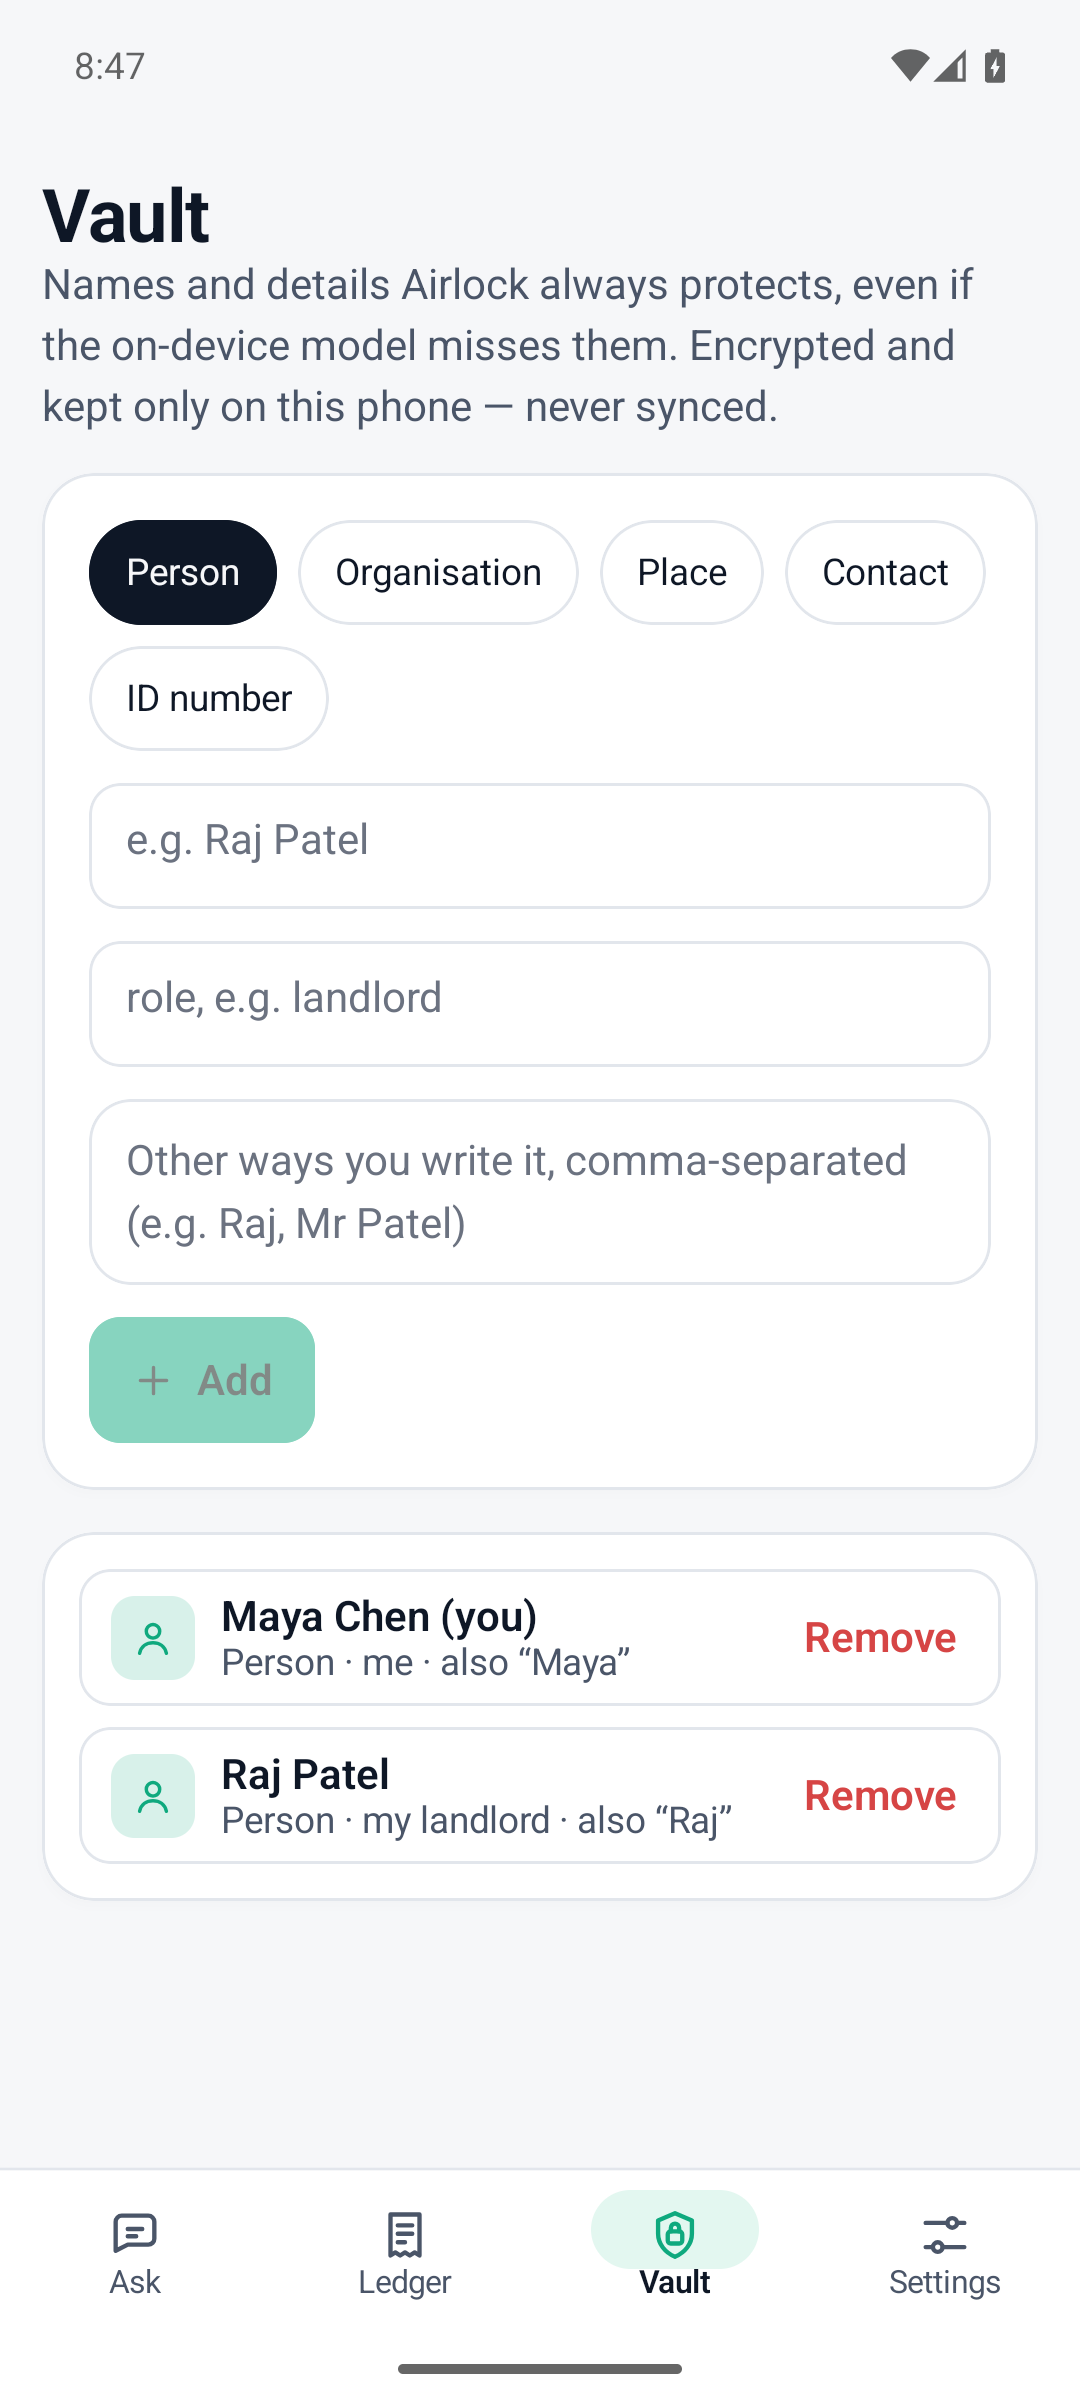 8:47
Vault
Names and details Airlock always protects, even if
the on-device model misses them. Encrypted and
kept only on this phone — never synced.
Person
Organisation
Place
Contact
ID number
e.g. Raj Patel
role, e.g. landlord
Other ways you write it, comma-separated
(e.g. Raj, Mr Patel)
+ Add
Maya Chen (you)
Person · me · also “Maya”
Remove
Raj Patel
Person · my landlord · also “Raj”
Remove
Ask
Ledger
Vault
Settings